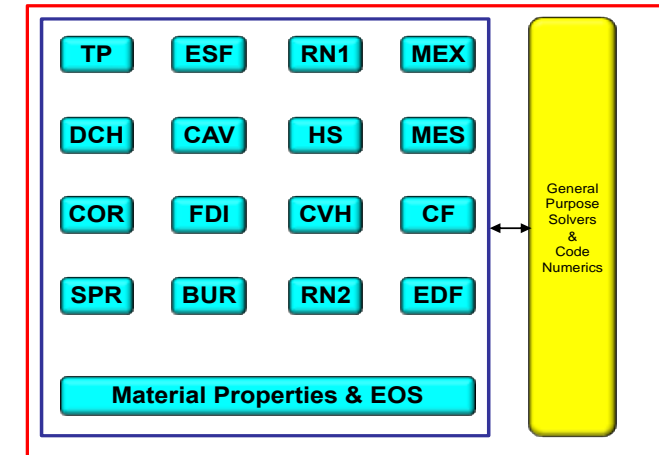 TP ESF RN1 MEX
DCH CAV HS MES
COR FDI CVH CF
SPR BUR RN2 EDF
Material Properties & EOS
General
Purpose
Solvers
&
Code
Numerics